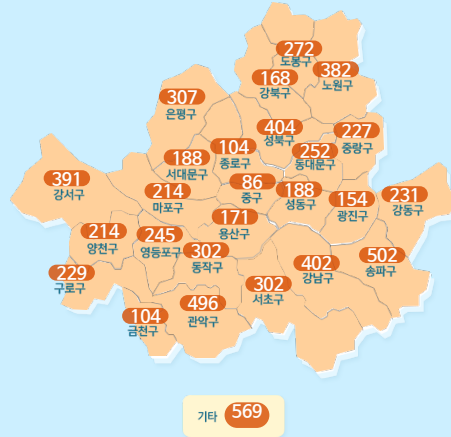 272
도봉구
168
강북구
382
노원구
307
은평구
404
성북구
227
중랑구
104
종로구
252
동대문구
188
서대문구
391
강서구
214
마포구
86
중구
188
성동구
154
광진구
231
강동구
171
용산구
214
양천구
245
영등포구
302
동작구
402
강남구
502
송파구
229
구로구
302
서초구
104
금천구
496
관악구
기타 569